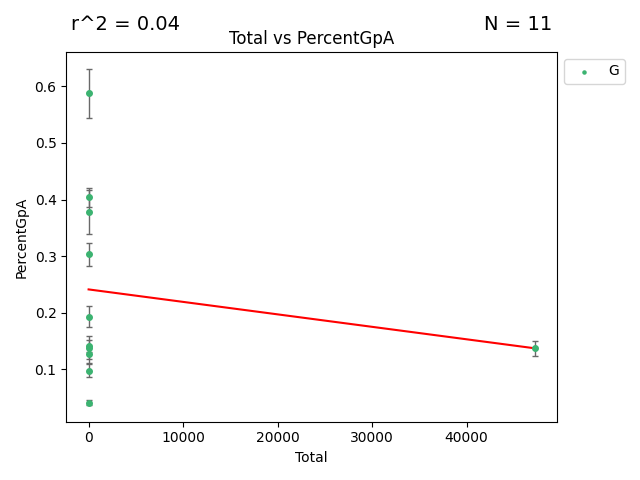 r^2 = 0.04
N = 11
Total vs PercentGpA
G
PercentGpA
0.6
0.5
0.4
0.3
0.2
0.1
0
10000
20000
30000
40000
Total